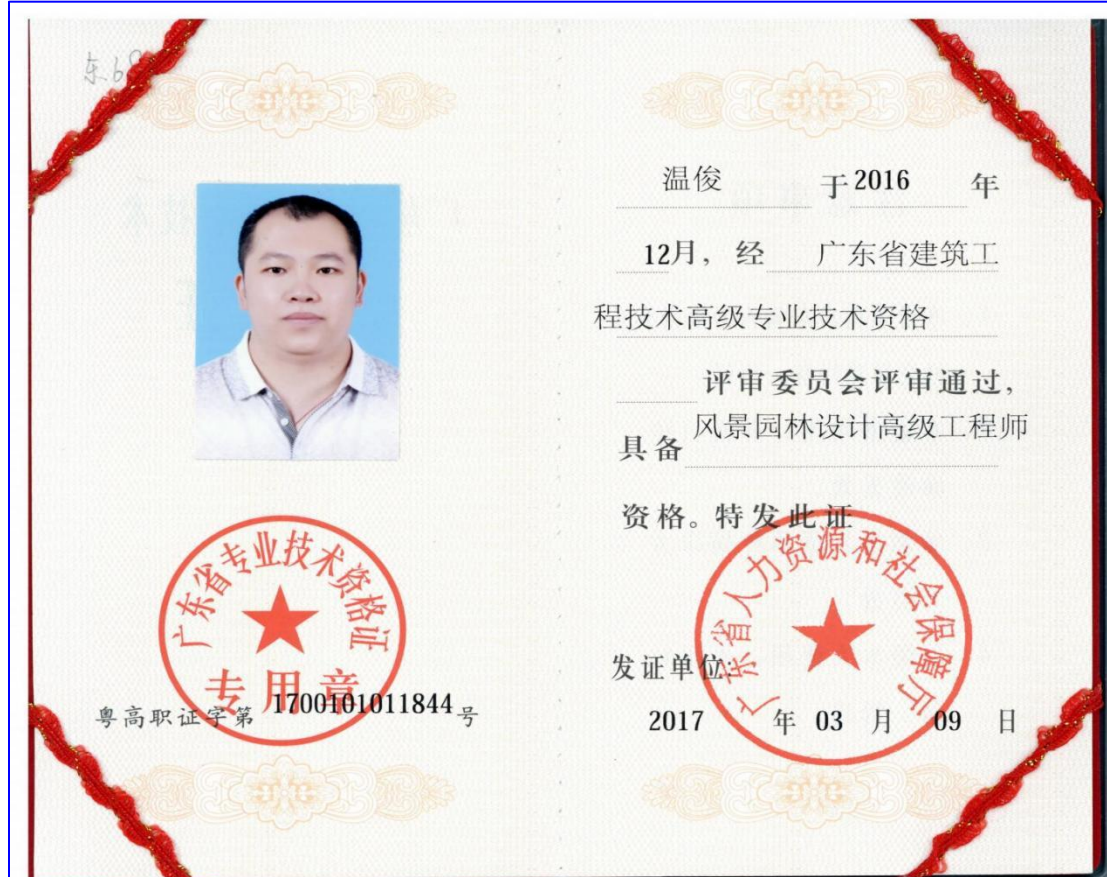 东6
广东省专业技术资格证
专用章
粤高职证字第 1700101011844 号
温俊 于 2016 年
12月，经 广东省建筑工
程技术高级专业技术资格
评审委员会评审通过，
具备 风景园林设计高级工程师
资格。特发此证
广东省人力资源和社会保障厅
发证单位:
2017 年 03 月 09 日